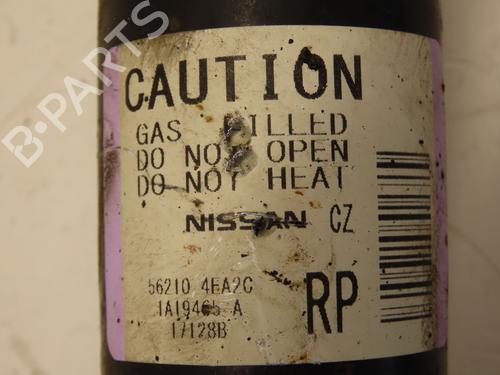 B-PARTS
CAUTION
GAS FILLED
DO NOT OPEN
DO NOT HEAT
NISSAN CZ
56210 4EA2C
1A19465 A
17128B
RP